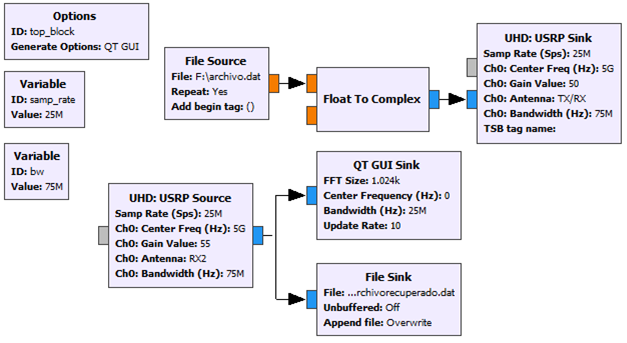 Options
ID: top_block
Generate Options: QT GUI
Variable
ID: samp_rate
Value: 25M
Variable
ID: bw
Value: 75M
File Source
File: F:\archivo.dat
Repeat: Yes
Add begin tag: ()
Float To Complex
UHD: USRP Sink
Samp Rate (Sps): 25M
Ch0: Center Freq (Hz): 5G
Ch0: Gain Value: 50
Ch0: Antenna: TX/RX
Ch0: Bandwidth (Hz): 75M
TSB tag name:
UHD: USRP Source
Samp Rate (Sps): 25M
Ch0: Center Freq (Hz): 5G
Ch0: Gain Value: 55
Ch0: Antenna: RX2
Ch0: Bandwidth (Hz): 75M
QT GUI Sink
FFT Size: 1.024k
Center Frequency (Hz): 0
Bandwidth (Hz): 25M
Update Rate: 10
File Sink
File: ...rchivorecuperado.dat
Unbuffered: Off
Append file: Overwrite